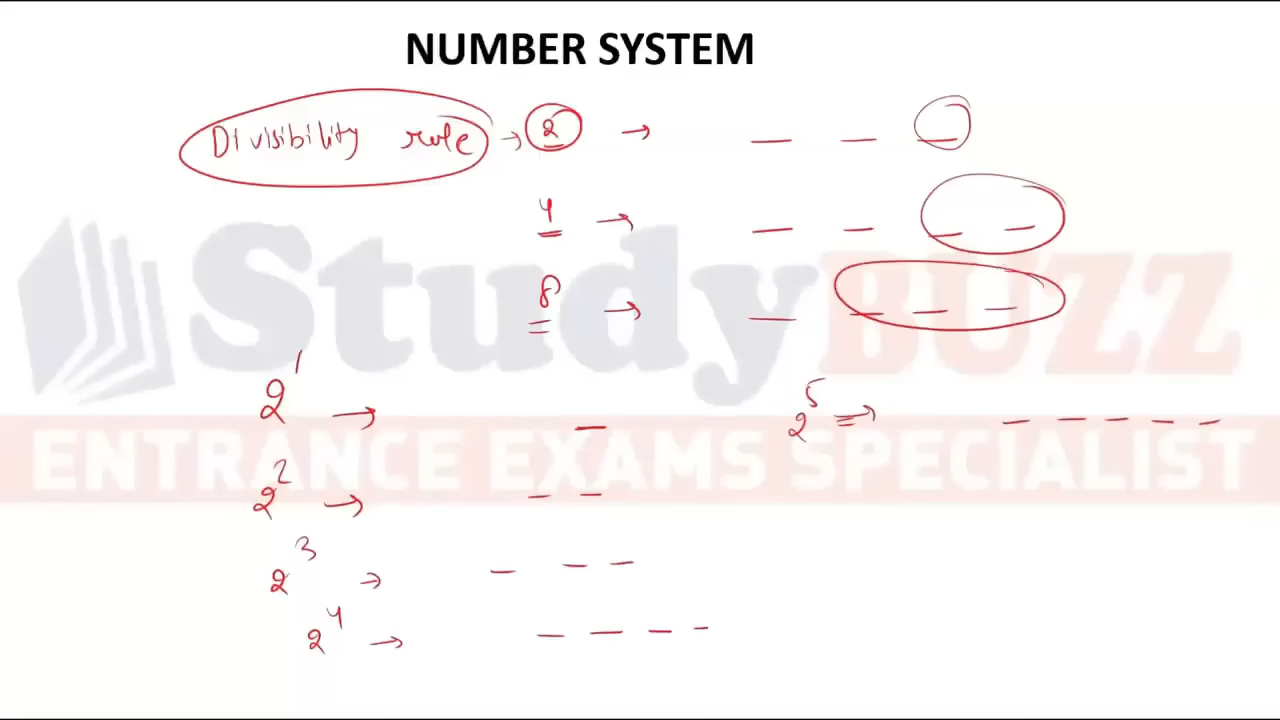 NUMBER SYSTEM
Divisibility rule → 2 → _ _ _
4 → _ _ _ _
8 → _ _ _ _
StudyBUZZ
2^1 → _
2^5 → _ _ _ _ _
ENTRANCE EXAMS SPECIALIST
2^2 → _ _
2^3 → _ _ _
2^4 → _ _ _ _